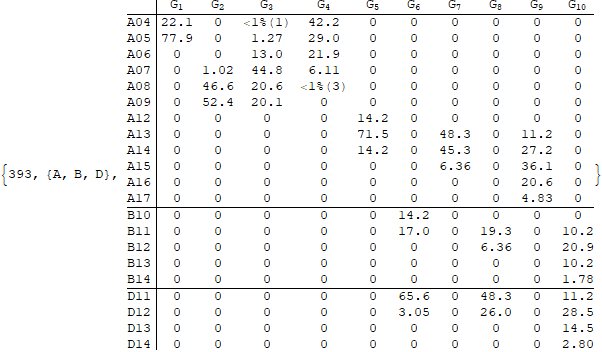 G1 G2 G3 G4 G5 G6 G7 G8 G9 G10
A04 22.1 0 <1%(1) 42.2 0 0 0 0 0 0
A05 77.9 0 1.27 29.0 0 0 0 0 0 0
A06 0 0 13.0 21.9 0 0 0 0 0 0
A07 0 1.02 44.8 6.11 0 0 0 0 0 0
A08 0 46.6 20.6 <1%(3) 0 0 0 0 0 0
A09 0 52.4 20.1 0 0 0 0 0 0 0
A12 0 0 0 0 14.2 0 0 0 0 0
A13 0 0 0 0 71.5 0 48.3 0 11.2 0
A14 0 0 0 0 14.2 0 45.3 0 27.2 0
{393, {A, B, D}, A15 0 0 0 0 0 0 6.36 0 36.1 0 }
A16 0 0 0 0 0 0 0 0 20.6 0
A17 0 0 0 0 0 0 0 0 4.83 0
B10 0 0 0 0 0 14.2 0 0 0 0
B11 0 0 0 0 0 17.0 0 19.3 0 10.2
B12 0 0 0 0 0 0 0 6.36 0 20.9
B13 0 0 0 0 0 0 0 0 0 10.2
B14 0 0 0 0 0 0 0 0 0 1.78
D11 0 0 0 0 0 65.6 0 48.3 0 11.2
D12 0 0 0 0 0 3.05 0 26.0 0 28.5
D13 0 0 0 0 0 0 0 0 0 14.5
D14 0 0 0 0 0 0 0 0 0 2.80